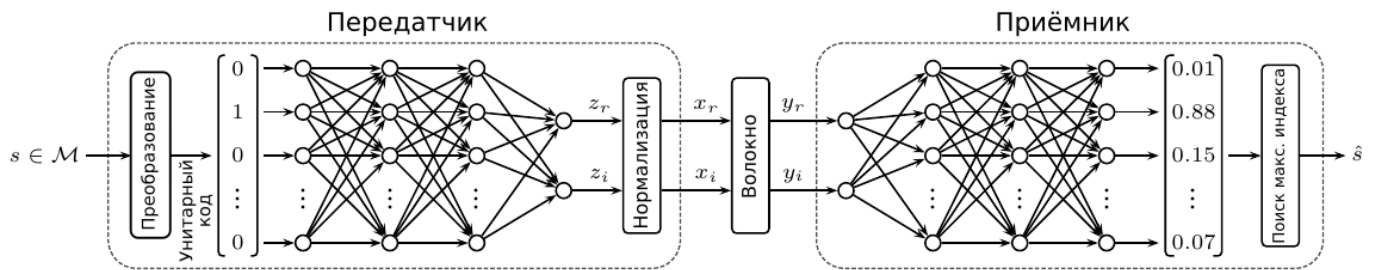 Передатчик
Приёмник
s ∈ ℳ
Преобразование
Унитарный
код
0
1
0
⋮
0
⋮
⋮
⋮
z_r
z_i
Нормализация
x_r
x_i
Волокно
y_r
y_i
⋮
⋮
⋮
0.01
0.88
0.15
⋮
0.07
Поиск макс. индекса
ŝ